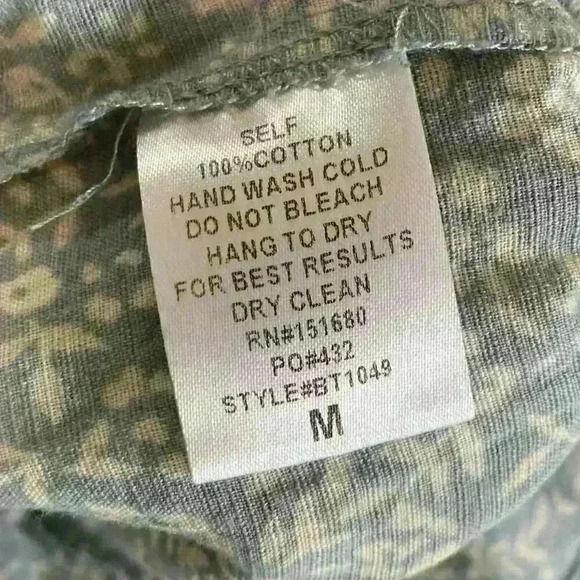 SELF
100%COTTON
HAND WASH COLD
DO NOT BLEACH
HANG TO DRY
FOR BEST RESULTS
DRY CLEAN
RN#151680
PO#432
STYLE#BT1049
M